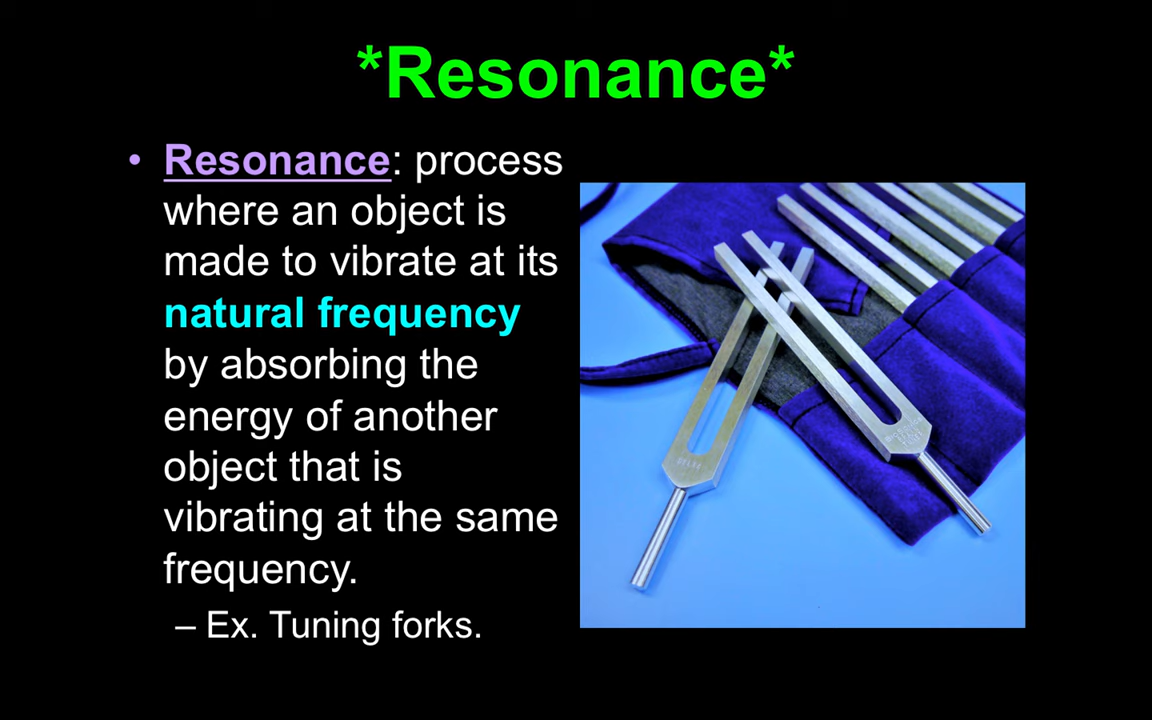 *Resonance*
• Resonance: process
where an object is
made to vibrate at its
natural frequency
by absorbing the
energy of another
object that is
vibrating at the same
frequency.
– Ex. Tuning forks.